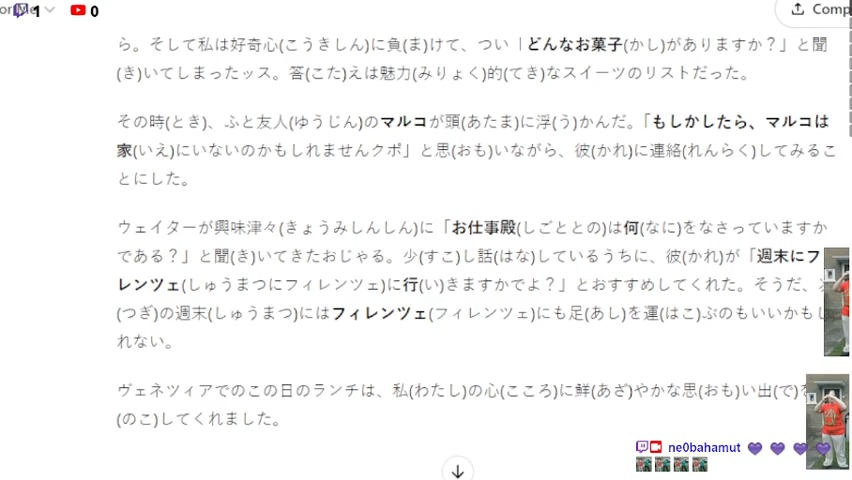 1 0
Comp
ら。そして私は好奇心(こうきしん)に負(ま)けて、つい「どんなお菓子(かし)がありますか？」と聞
(き)いてしまったッス。答(こた)えは魅力(みりょく)的(てき)なスイーツのリストだった。
その時(とき)、ふと友人(ゆうじん)のマルコが頭(あたま)に浮(う)かんだ。「もしかしたら、マルコは
家(いえ)にいないのかもしれませんクポ」と思(おも)いながら、彼(かれ)に連絡(れんらく)してみるこ
とにした。
ウェイターが興味津々(きょうみしんしん)に「お仕事殿(しごととの)は何(なに)をなさっていますか
である？」と聞(き)いてきたおじゃる。少(すこ)し話(はな)しているうちに、彼(かれ)が「週末にフ
レンツェ(しゅうまつにフィレンツェ)に行(い)きますかでよ？」とおすすめしてくれた。そうだ、
(つぎ)の週末(しゅうまつ)にはフィレンツェ(フィレンツェ)にも足(あし)を運(はこ)ぶのもいいかもし
れない。
ヴェネツィアでのこの日のランチは、私(わたし)の心(こころ)に鮮(あざ)やかな思(おも)い出(で)を
(のこ)してくれました。
ne0bahamut